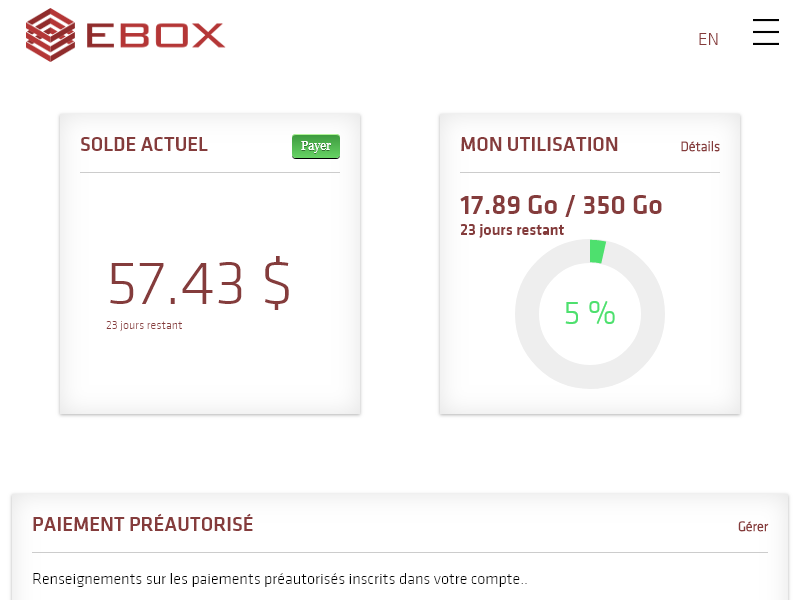 EBOX
EN
SOLDE ACTUEL
Payer
57.43 $
23 jours restant
MON UTILISATION
Détails
17.89 Go / 350 Go
23 jours restant
5 %
PAIEMENT PRÉAUTORISÉ
Gérer
Renseignements sur les paiements préautorisés inscrits dans votre compte..